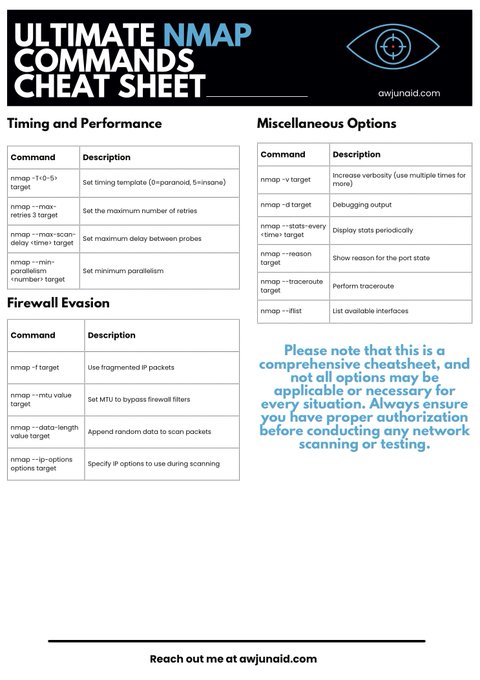 ULTIMATE NMAP
COMMANDS
CHEAT SHEET
awjunaid.com
Timing and Performance
Command Description
nmap -T<0-5>
target
Set timing template (0=paranoid, 5=insane)
nmap --max-
retries 3 target
Set the maximum number of retries
nmap --max-scan-
delay <time> target
Set maximum delay between probes
nmap --min-
parallelism
<number> target
Set minimum parallelism
Firewall Evasion
Command Description
nmap -f target Use fragmented IP packets
nmap --mtu value
target
Set MTU to bypass firewall filters
nmap --data-length
value target
Append random data to scan packets
nmap --ip-options
options target
Specify IP options to use during scanning
Miscellaneous Options
Command Description
nmap -v target
Increase verbosity (use multiple times for
more)
nmap -d target Debugging output
nmap --stats-every
<time> target
Display stats periodically
nmap --reason
target
Show reason for the port state
nmap --traceroute
target
Perform traceroute
nmap --iflist List available interfaces
Please note that this is a
comprehensive cheatsheet, and
not all options may be
applicable or necessary for
every situation. Always ensure
you have proper authorization
before conducting any network
scanning or testing.
Reach out me at awjunaid.com